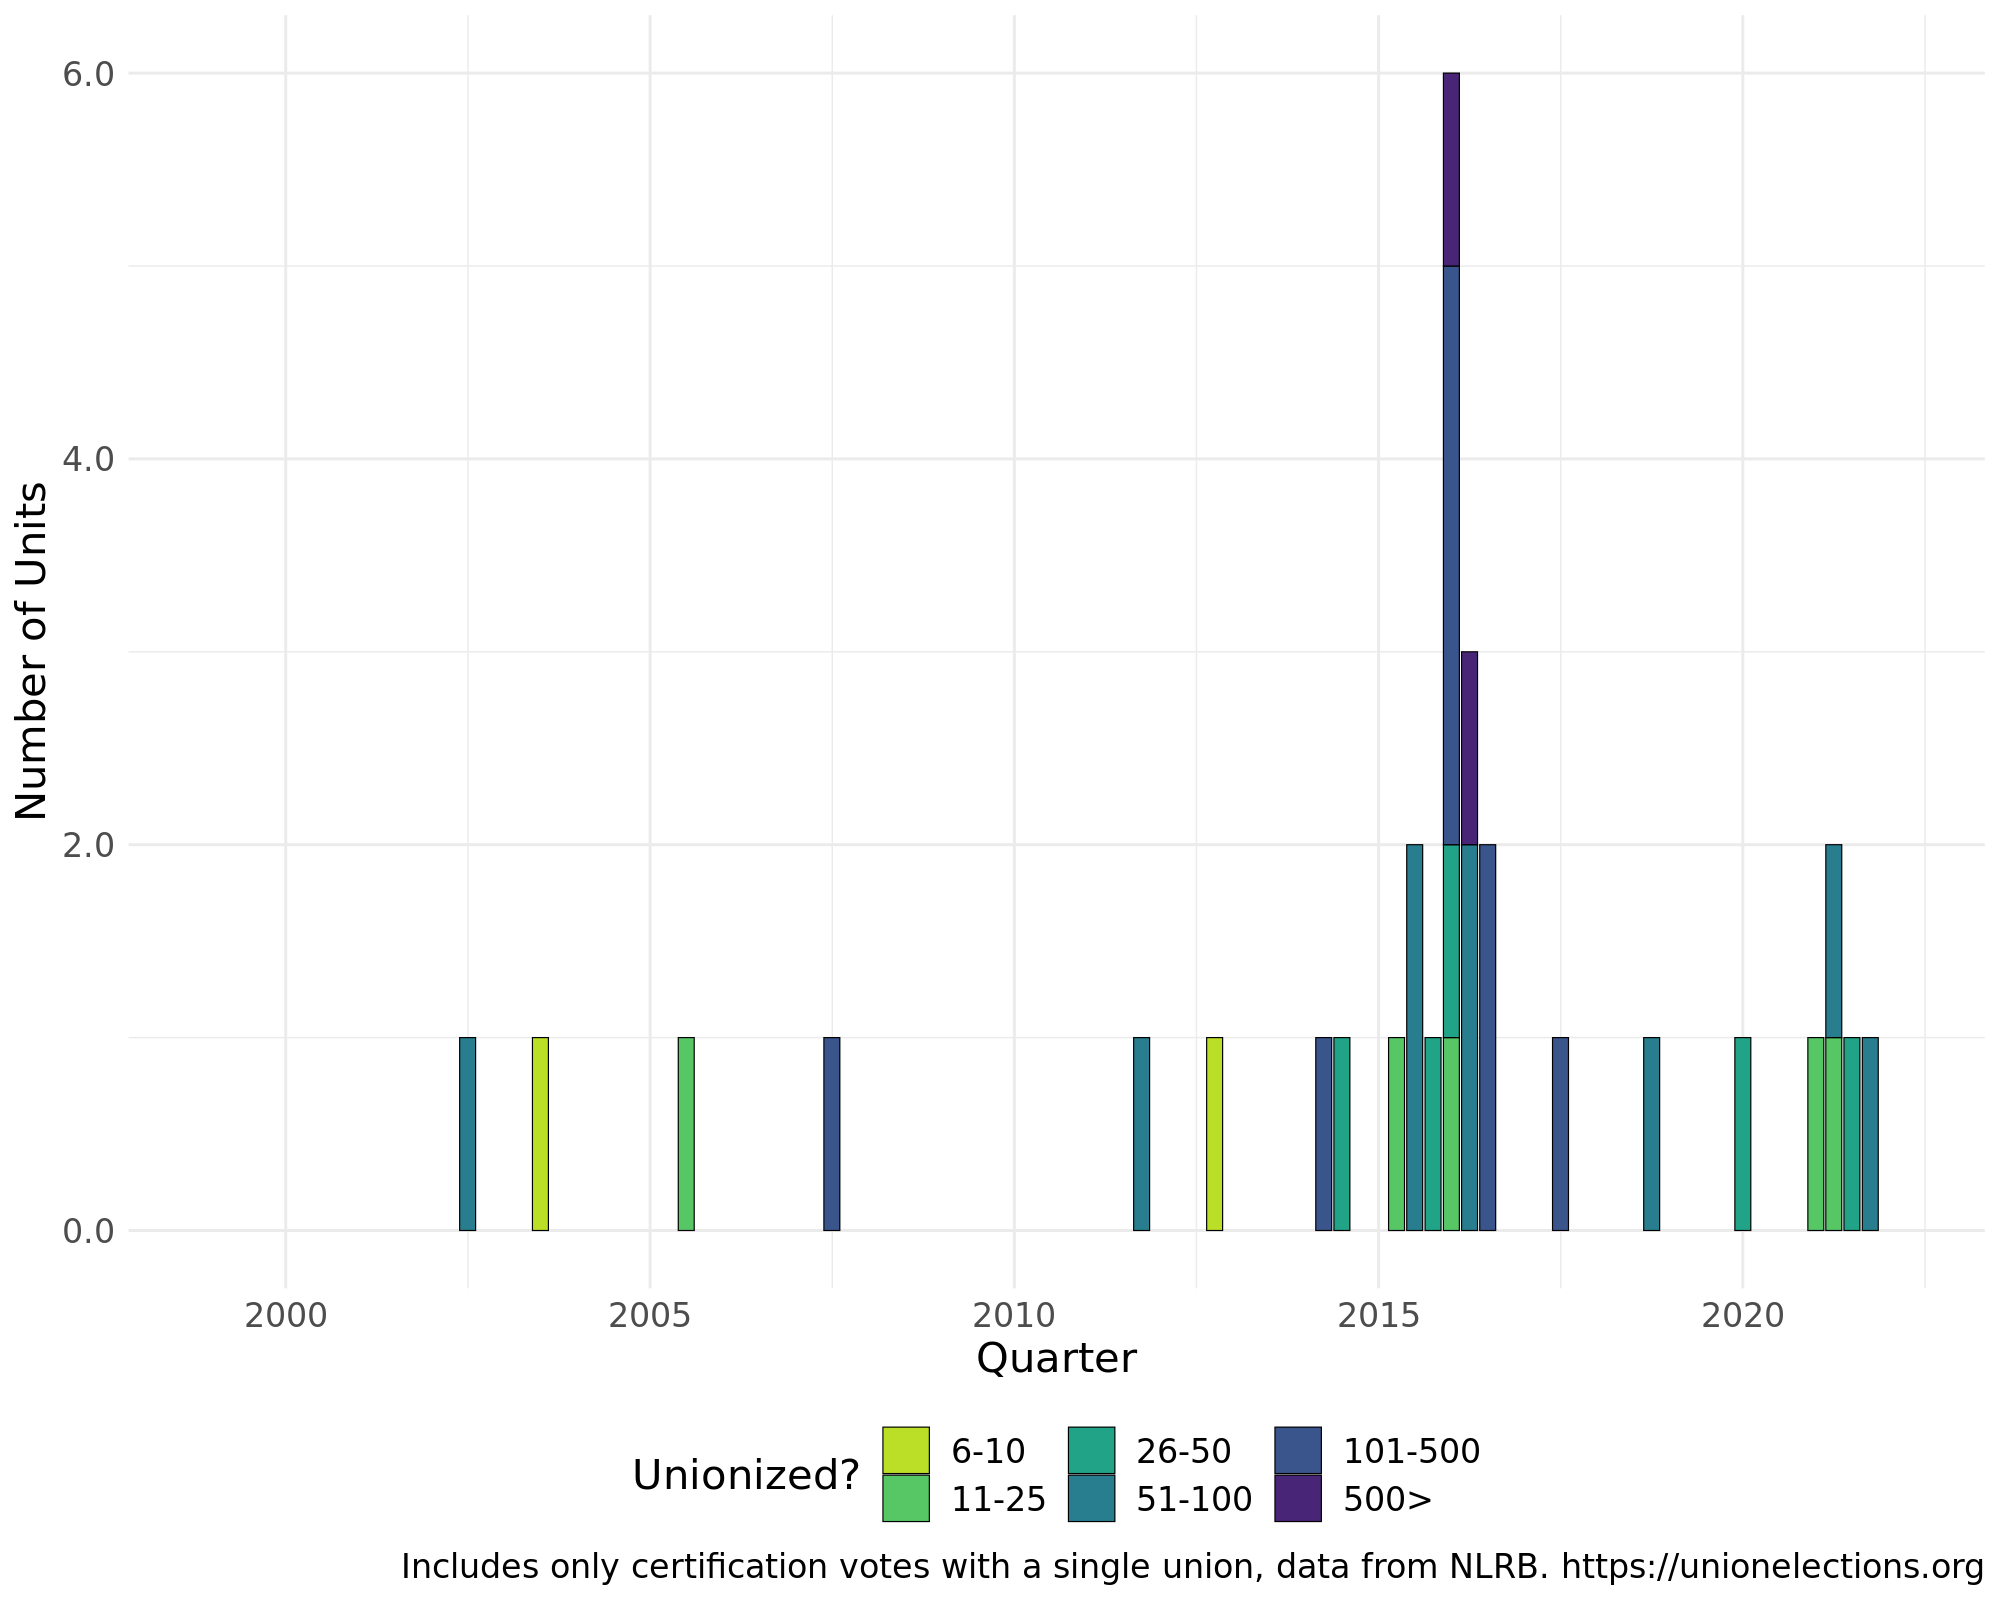 6.0
4.0
2.0
0.0
Number of Units
2000 2005 2010 2015 2020
Quarter
Unionized?
6-10 26-50 101-500
11-25 51-100 500>
Includes only certification votes with a single union, data from NLRB. https://unionelections.org